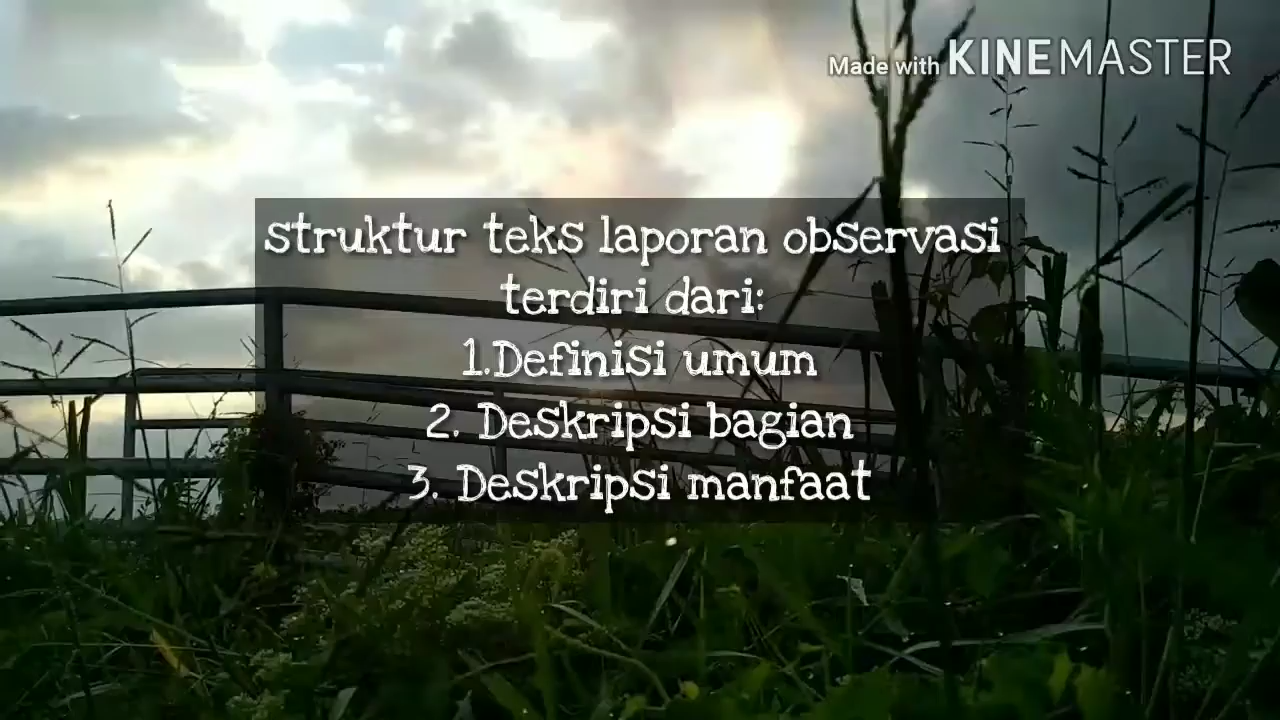 Made with KINEMASTER
struktur teks laporan observasi
terdiri dari:
1.Definisi umum
2. Deskripsi bagian
3. Deskripsi manfaat